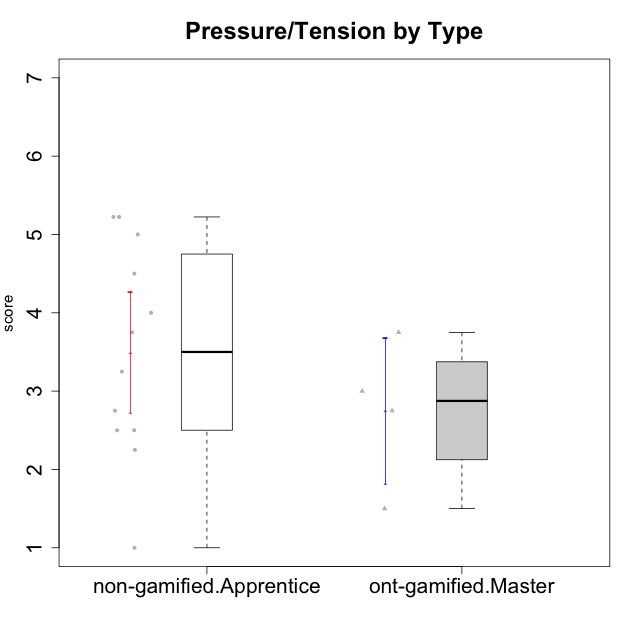 Pressure/Tension by Type
7
6
5
4
3
2
1
score
non-gamified.Apprentice ont-gamified.Master